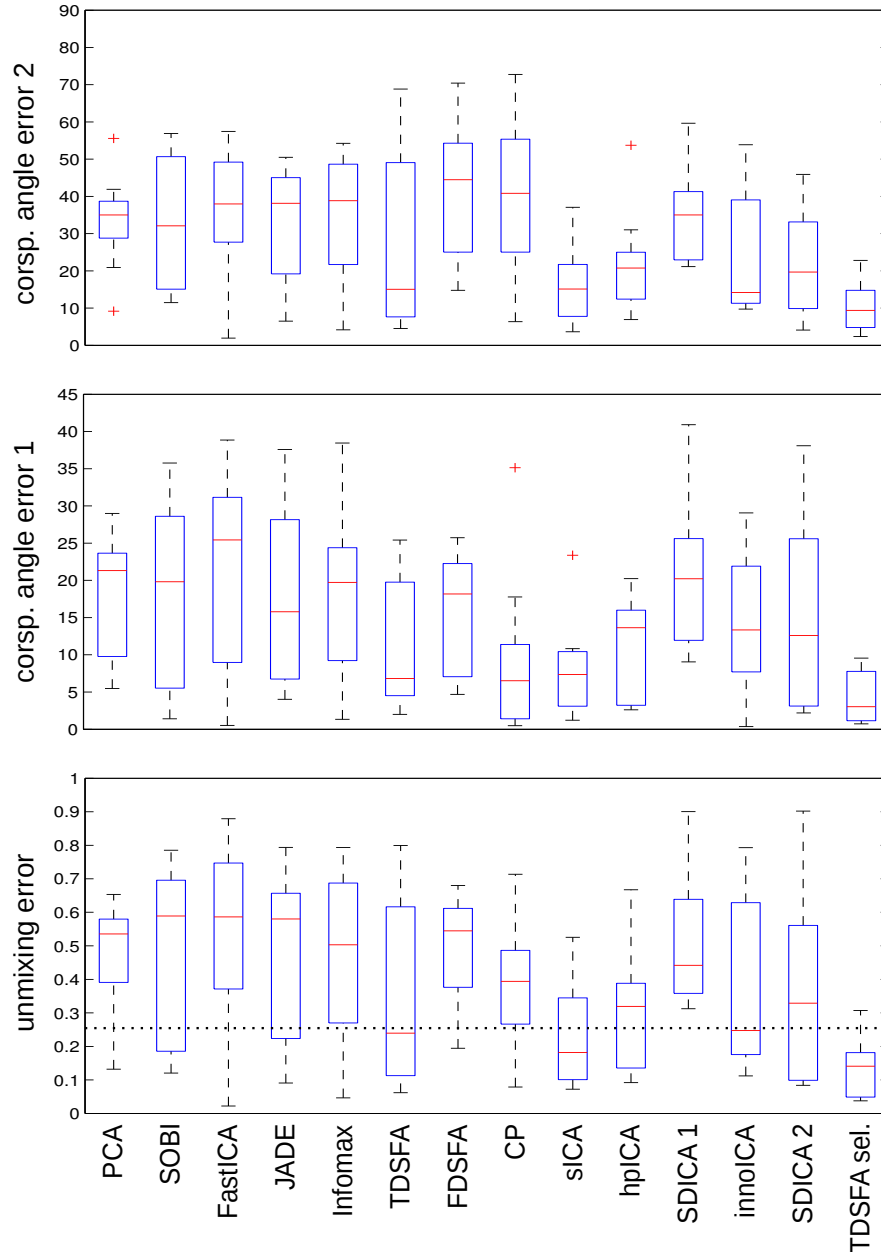 corsp. angle error 2
90
80
70
60
50
40
30
20
10
0
corsp. angle error 1
45
40
35
30
25
20
15
10
5
0
unmixing error
1
0.9
0.8
0.7
0.6
0.5
0.4
0.3
0.2
0.1
0
PCA
SOBI
FastICA
JADE
Infomax
TDSFA
FDSFA
CP
sICA
hpICA
SDICA 1
innoICA
SDICA 2
TDSFA sel.